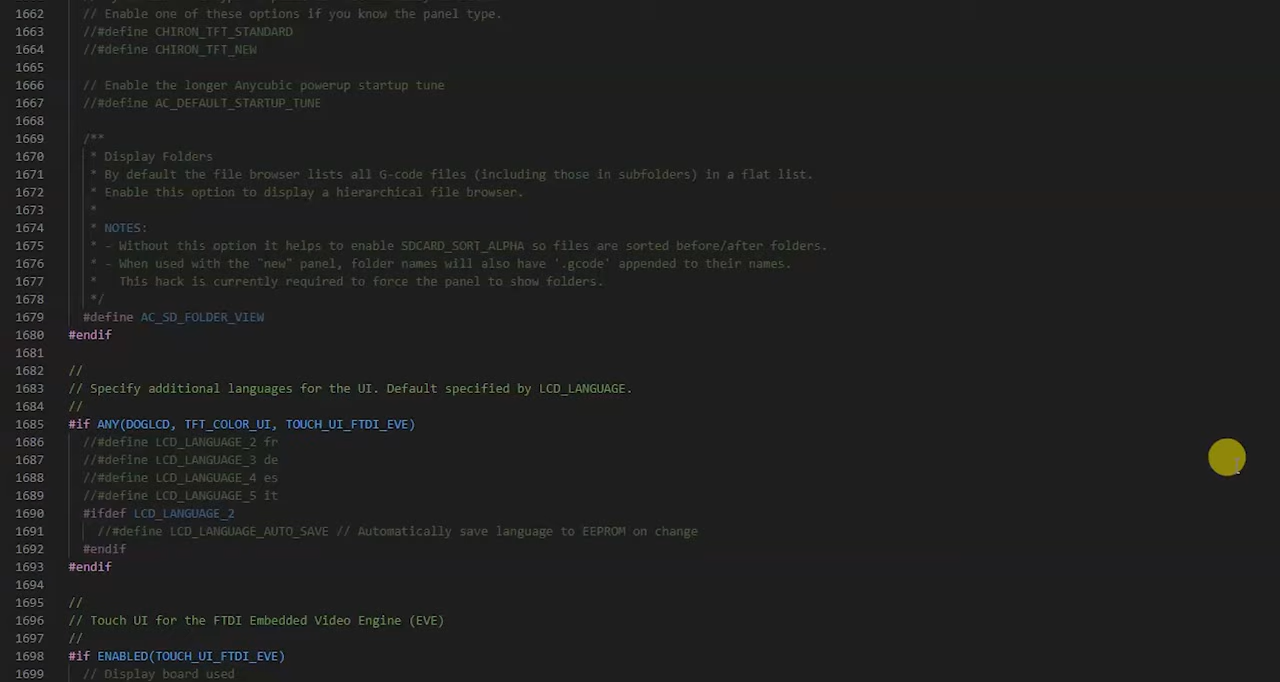 1662 // Enable one of these options if you know the panel type.
1663 //#define CHIRON_TFT_STANDARD
1664 //#define CHIRON_TFT_NEW
1665
1666 // Enable the longer Anycubic powerup startup tune
1667 //#define AC_DEFAULT_STARTUP_TUNE
1668
1669 /**
1670 * Display Folders
1671 * By default the file browser lists all G-code files (including those in subfolders) in a flat list.
1672 * Enable this option to display a hierarchical file browser.
1673 *
1674 * NOTES:
1675 * - Without this option it helps to enable SDCARD_SORT_ALPHA so files are sorted before/after folders.
1676 * - When used with the "new" panel, folder names will also have '.gcode' appended to their names.
1677 * This hack is currently required to force the panel to show folders.
1678 */
1679 #define AC_SD_FOLDER_VIEW
1680 #endif
1681
1682 //
1683 // Specify additional languages for the UI. Default specified by LCD_LANGUAGE.
1684 //
1685 #if ANY(DOGLCD, TFT_COLOR_UI, TOUCH_UI_FTDI_EVE)
1686 //#define LCD_LANGUAGE_2 fr
1687 //#define LCD_LANGUAGE_3 de
1688 //#define LCD_LANGUAGE_4 es
1689 //#define LCD_LANGUAGE_5 it
1690 #ifdef LCD_LANGUAGE_2
1691 //#define LCD_LANGUAGE_AUTO_SAVE // Automatically save language to EEPROM on change
1692 #endif
1693 #endif
1694
1695 //
1696 // Touch UI for the FTDI Embedded Video Engine (EVE)
1697 //
1698 #if ENABLED(TOUCH_UI_FTDI_EVE)
1699 // Display board used